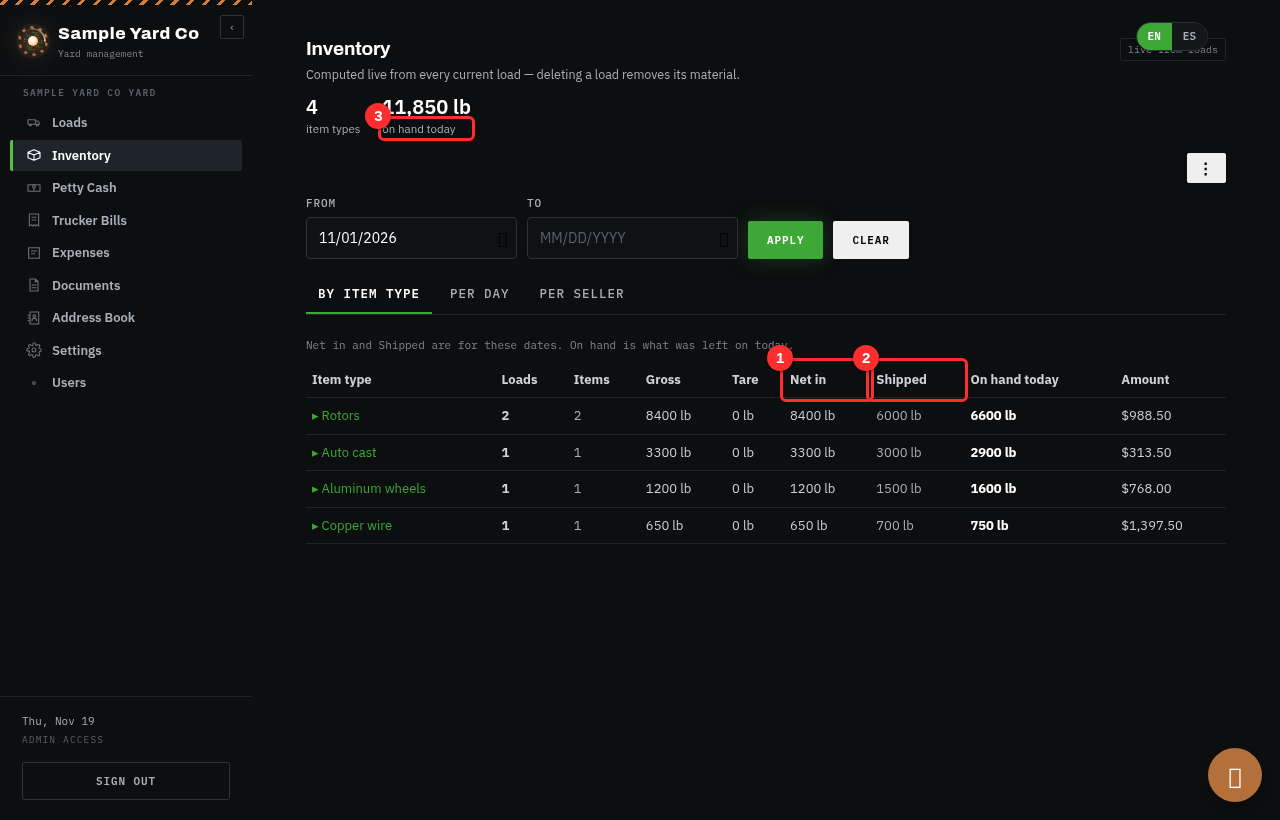 Sample Yard Co
Yard management
‹
SAMPLE YARD CO YARD
Loads
Inventory
Petty Cash
Trucker Bills
Expenses
Documents
Address Book
Settings
Users
Thu, Nov 19
ADMIN ACCESS
SIGN OUT
Inventory
EN ES
live from loads
Computed live from every current load — deleting a load removes its material.
4
item types
11,850 lb
on hand today
3
⋮
FROM
TO
11/01/2026
MM/DD/YYYY
APPLY
CLEAR
BY ITEM TYPE PER DAY PER SELLER
Net in and Shipped are for these dates. On hand is what was left on today.
1 2
Item type Loads Items Gross Tare Net in Shipped On hand today Amount
▸ Rotors 2 2 8400 lb 0 lb 8400 lb 6000 lb 6600 lb $988.50
▸ Auto cast 1 1 3300 lb 0 lb 3300 lb 3000 lb 2900 lb $313.50
▸ Aluminum wheels 1 1 1200 lb 0 lb 1200 lb 1500 lb 1600 lb $768.00
▸ Copper wire 1 1 650 lb 0 lb 650 lb 700 lb 750 lb $1,397.50